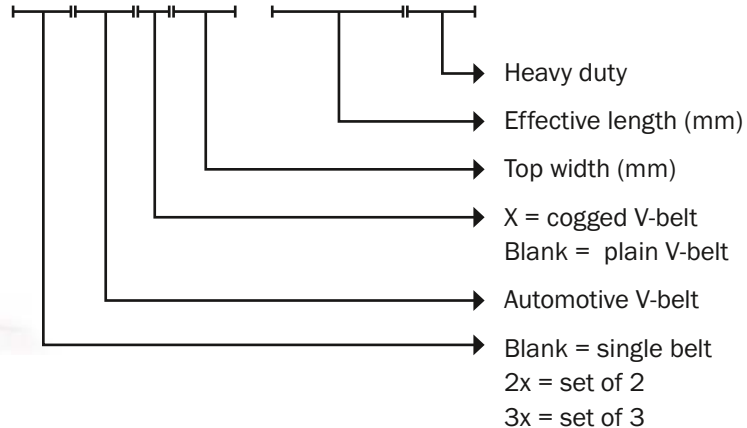 Heavy duty
Effective length (mm)
Top width (mm)
X = cogged V-belt
Blank = plain V-belt
Automotive V-belt
Blank = single belt
2x = set of 2
3x = set of 3